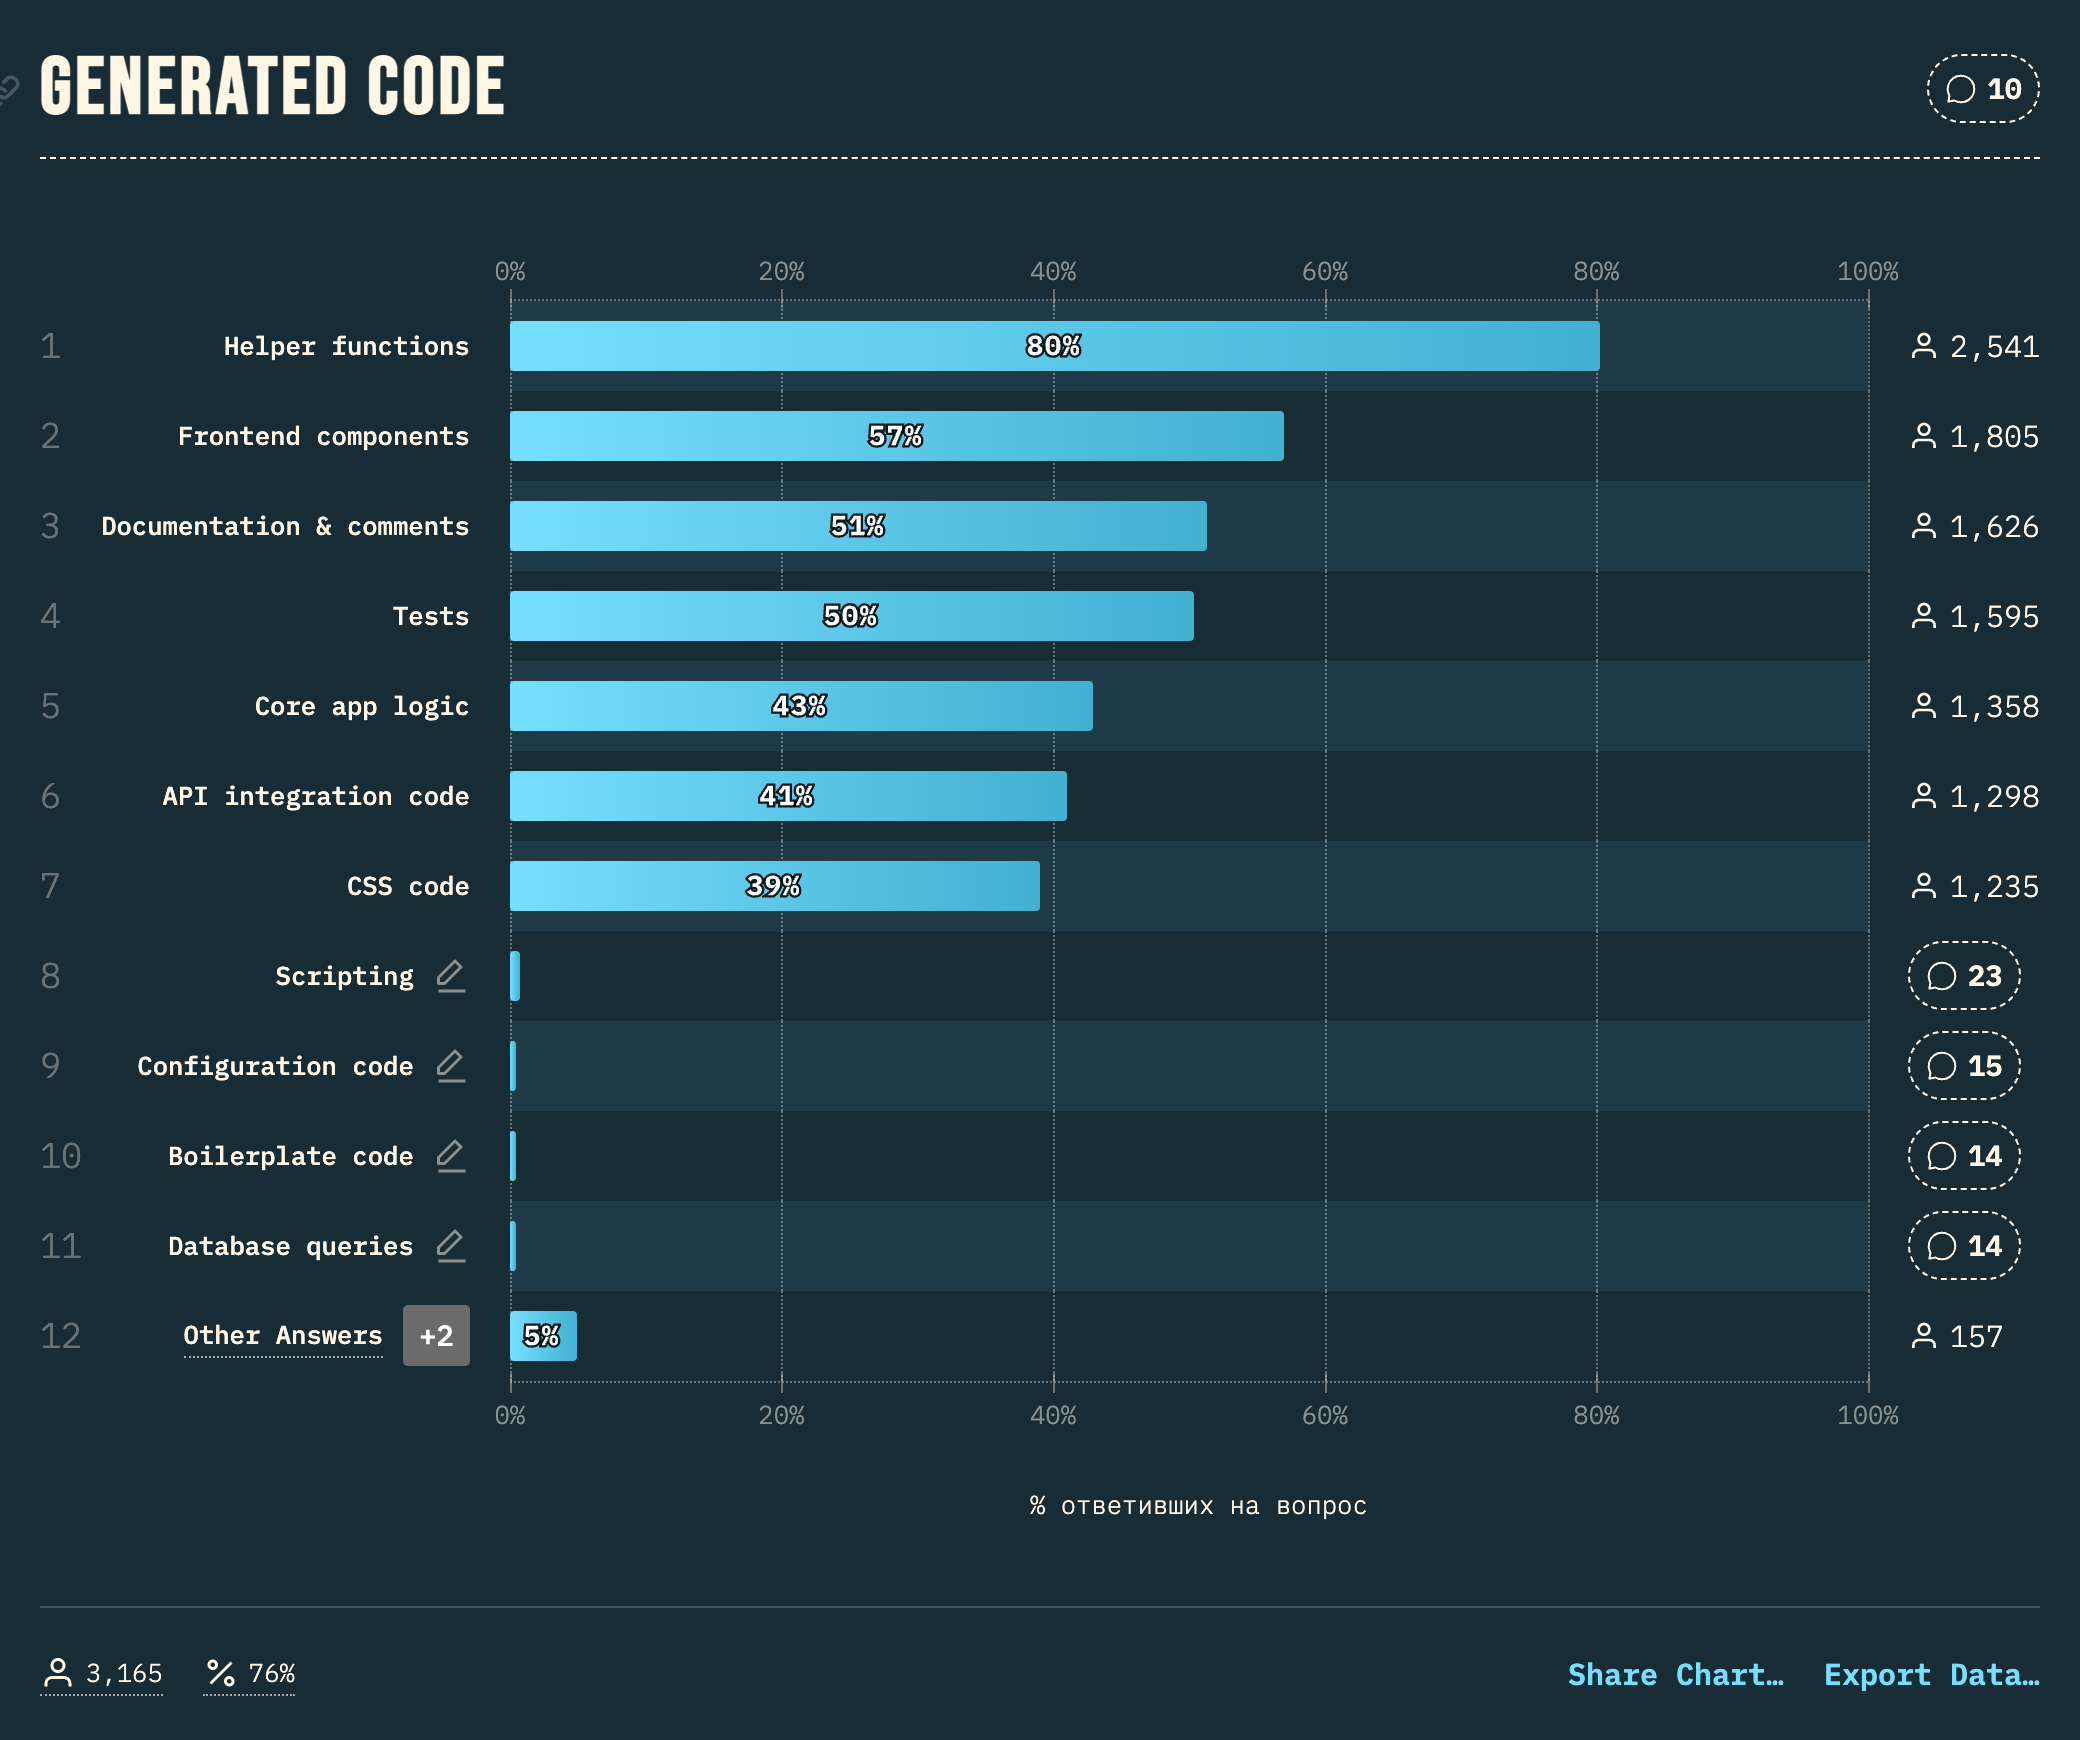 GENERATED CODE
10
0% 20% 40% 60% 80% 100%
1 Helper functions 80% 2,541
2 Frontend components 57% 1,805
3 Documentation & comments 51% 1,626
4 Tests 50% 1,595
5 Core app logic 43% 1,358
6 API integration code 41% 1,298
7 CSS code 39% 1,235
8 Scripting 23
9 Configuration code 15
10 Boilerplate code 14
11 Database queries 14
12 Other Answers +2 5% 157
0% 20% 40% 60% 80% 100%
% ответивших на вопрос
3,165 76% Share Chart… Export Data…